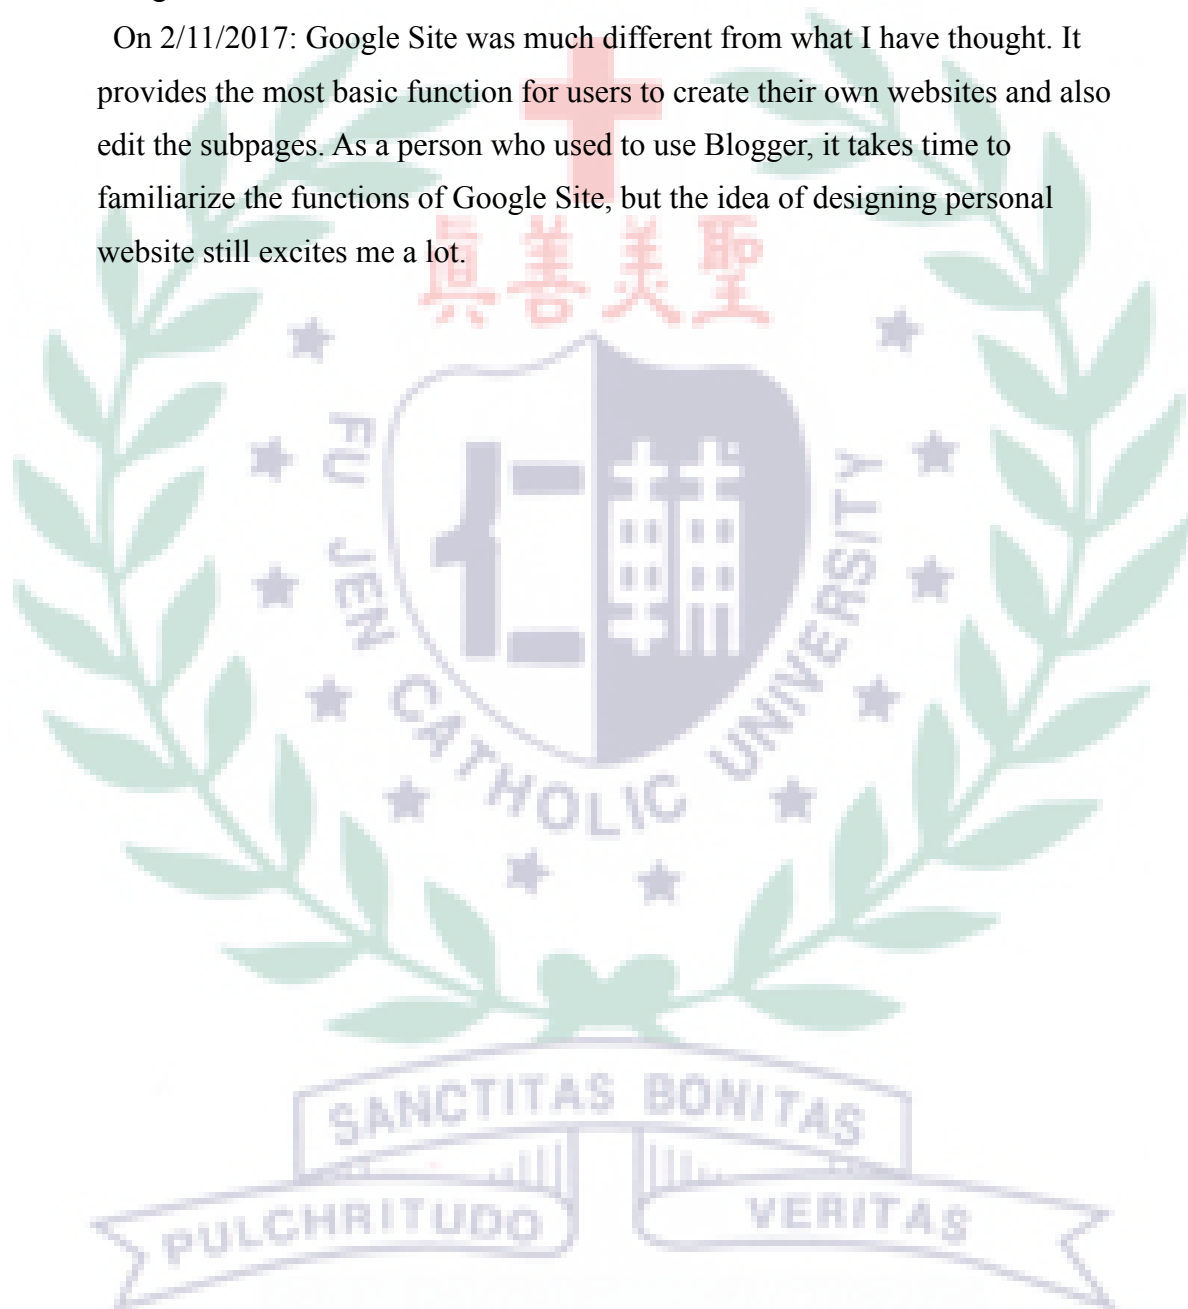 On 2/11/2017: Google Site was much different from what I have thought. It
provides the most basic function for users to create their own websites and also
edit the subpages. As a person who used to use Blogger, it takes time to
familiarize the functions of Google Site, but the idea of designing personal
website still excites me a lot.
真善美聖
仁輔
FU JEN CATHOLIC UNIVERSITY
SANCTITAS BONITAS
PULCHRITUDO VERITAS